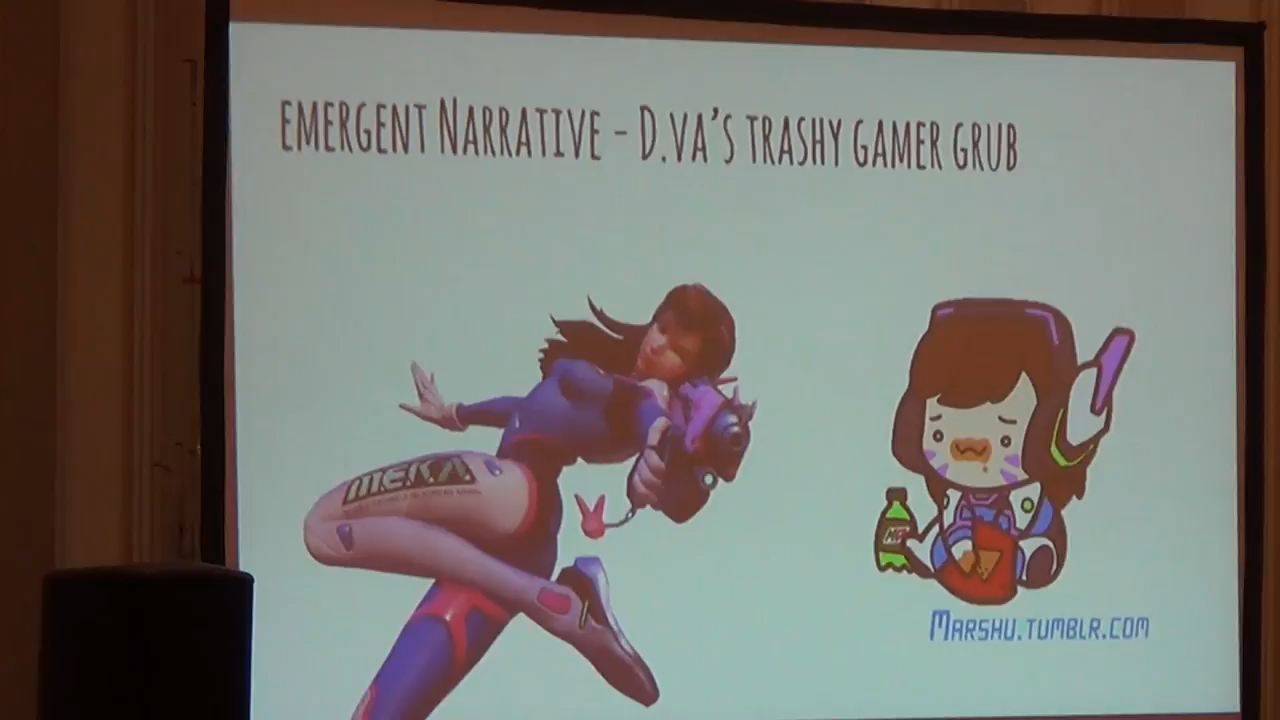 EMERGENT NARRATIVE - D.VA'S TRASHY GAMER GRUB
MEKA
MARSHU.TUMBLR.COM